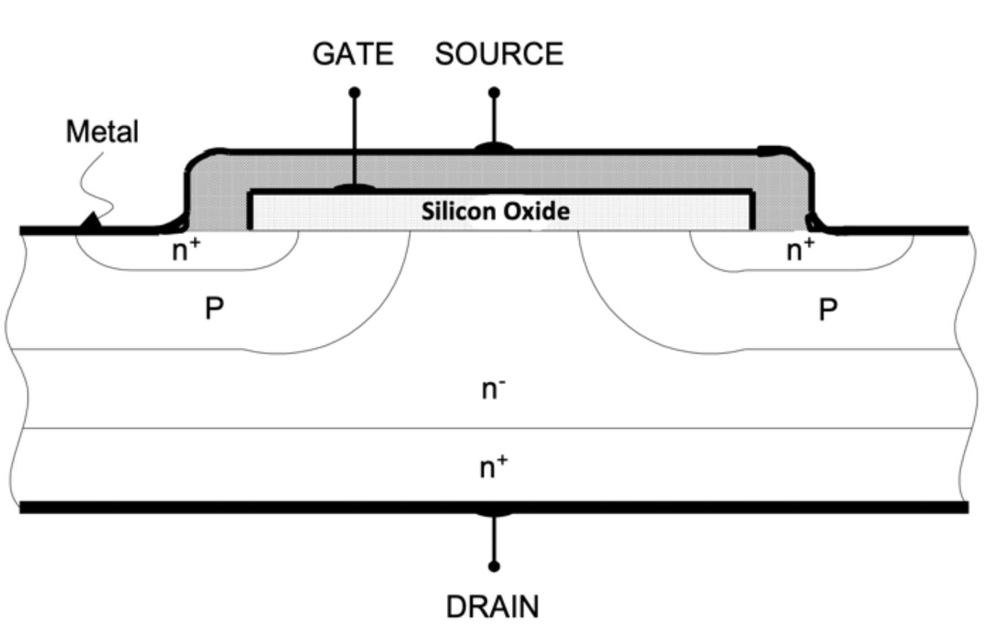 GATE SOURCE
Metal
Silicon Oxide
n⁺ n⁺
P P
n⁻
n⁺
DRAIN